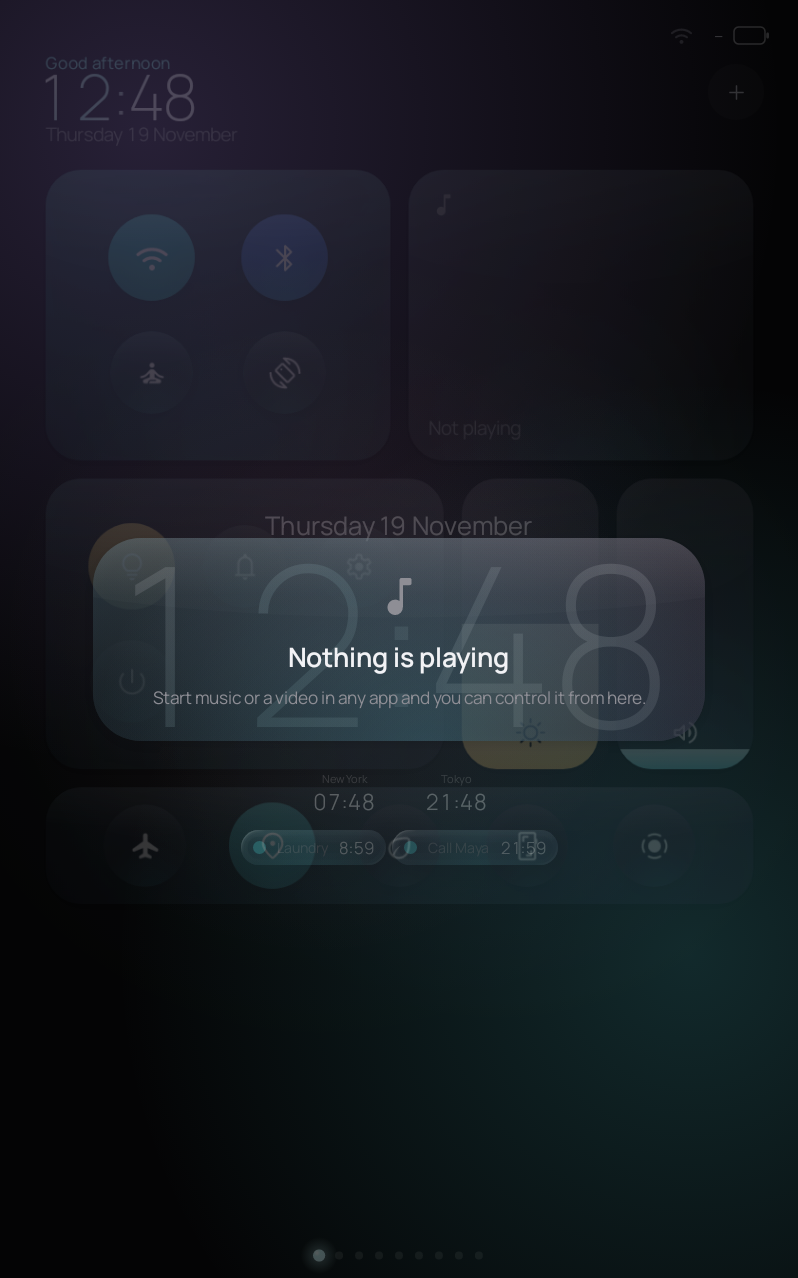 Good afternoon
12:48
Thursday 19 November
Not playing
Thursday 19 November
12:48
Nothing is playing
Start music or a video in any app and you can control it from here.
New York Tokyo
07:48 21:48
Laundry 8:59 Call Maya 21:59